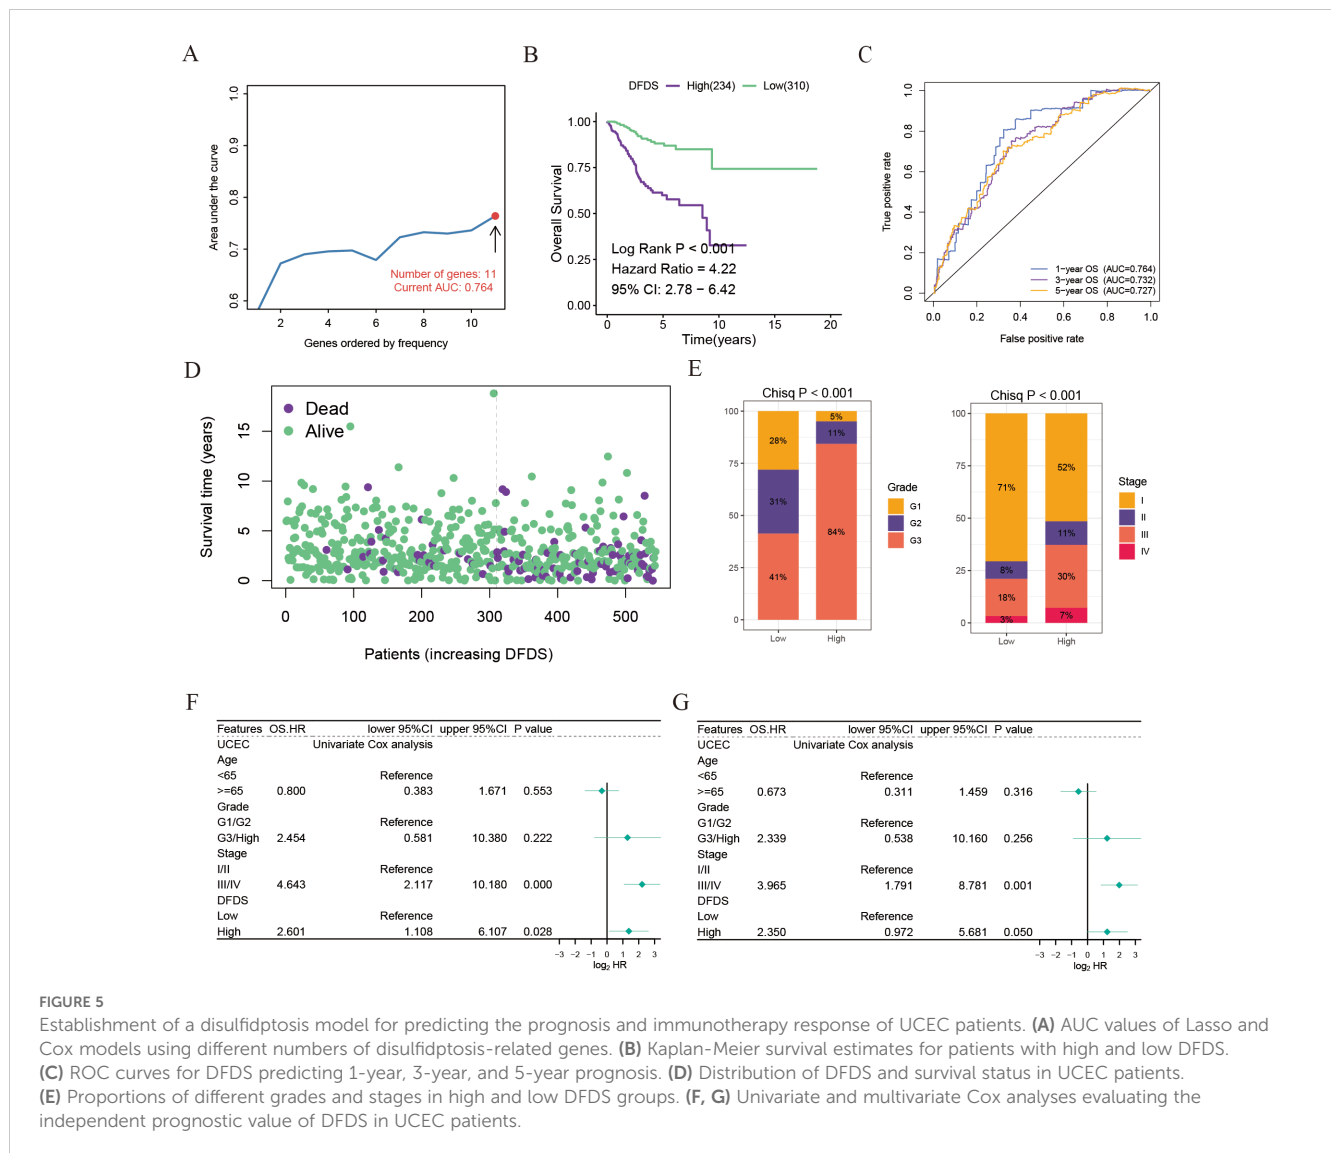 A
Area under the curve
1.0
0.9
0.8
0.7
0.6
Number of genes: 11
Current AUC: 0.764
2 4 6 8 10
Genes ordered by frequency
B
DFDS High(234) Low(310)
Overall Survival
1.00
0.75
0.50
0.25
0.00
Log Rank P < 0.001
Hazard Ratio = 4.22
95% CI: 2.78 − 6.42
0 5 10 15 20
Time(years)
C
True positive rate
1.0
0.8
0.6
0.4
0.2
0.0
1−year OS (AUC=0.764)
3−year OS (AUC=0.732)
5−year OS (AUC=0.727)
0.0 0.2 0.4 0.6 0.8 1.0
False positive rate
D
Survival time (years)
15
10
5
0
Dead
Alive
0 100 200 300 400 500
Patients (increasing DFDS)
E
Chisq P < 0.001
100
75
50
25
0
28%
31%
41%
5%
11%
84%
Low High
Grade
G1
G2
G3
Chisq P < 0.001
100
75
50
25
0
71%
8%
18%
3%
52%
11%
30%
7%
Low High
Stage
I
II
III
IV
F
Features OS.HR lower 95%CI upper 95%CI P value
UCEC Univariate Cox analysis
Age
<65 Reference
>=65 0.800 0.383 1.671 0.553
Grade
G1/G2 Reference
G3/High 2.454 0.581 10.380 0.222
Stage
I/II Reference
III/IV 4.643 2.117 10.180 0.000
DFDS
Low Reference
High 2.601 1.108 6.107 0.028
−3 −2 −1 0 1 2 3
log2 HR
G
Features OS.HR lower 95%CI upper 95%CI P value
UCEC Univariate Cox analysis
Age
<65 Reference
>=65 0.673 0.311 1.459 0.316
Grade
G1/G2 Reference
G3/High 2.339 0.538 10.160 0.256
Stage
I/II Reference
III/IV 3.965 1.791 8.781 0.001
DFDS
Low Reference
High 2.350 0.972 5.681 0.050
−3 −2 −1 0 1 2 3
log2 HR
FIGURE 5
Establishment of a disulfidptosis model for predicting the prognosis and immunotherapy response of UCEC patients. (A) AUC values of Lasso and
Cox models using different numbers of disulfidptosis-related genes. (B) Kaplan-Meier survival estimates for patients with high and low DFDS.
(C) ROC curves for DFDS predicting 1-year, 3-year, and 5-year prognosis. (D) Distribution of DFDS and survival status in UCEC patients.
(E) Proportions of different grades and stages in high and low DFDS groups. (F, G) Univariate and multivariate Cox analyses evaluating the
independent prognostic value of DFDS in UCEC patients.